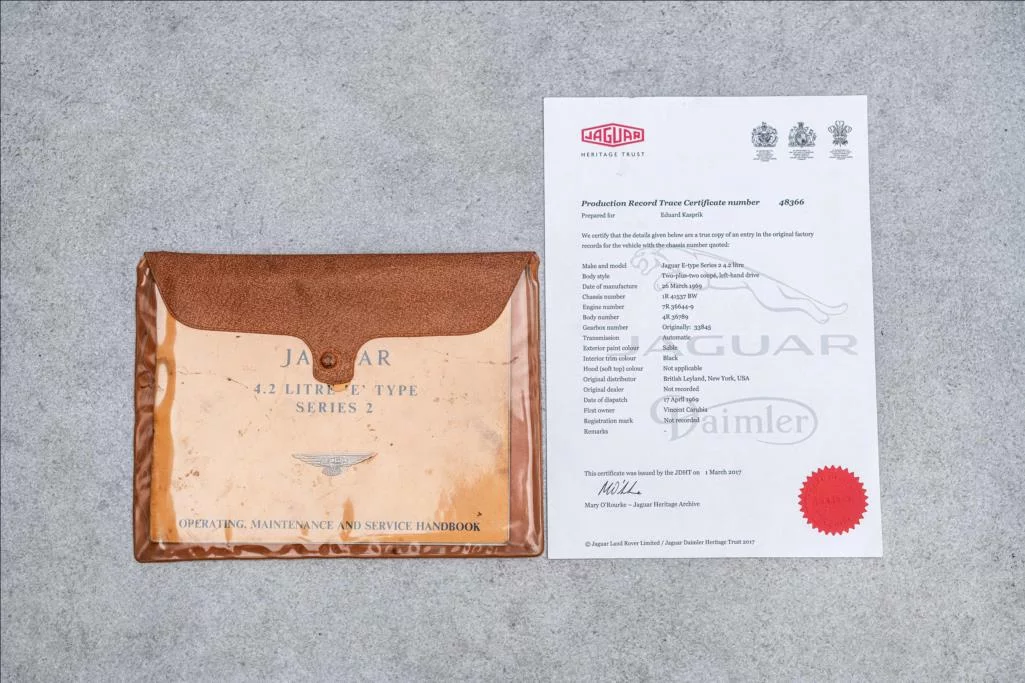 JAGUAR
4.2 LITRE 'E' TYPE
SERIES 2
OPERATING, MAINTENANCE AND SERVICE HANDBOOK
JAGUAR
HERITAGE TRUST
Production Record Trace Certificate number 48366
Prepared for Eduard Kasprik
We certify that the details given below are a true copy of an entry in the original factory
records for the vehicle with the chassis number quoted:
Make and model Jaguar E-type Series 2 4.2 litre
Body style Two-plus-two coupé, left-hand drive
Date of manufacture 26 March 1969
Chassis number 1R 41537 BW
Engine number 7R 36644-9
Body number 4R 36789
Gearbox number Originally: 33845
Transmission Automatic
Exterior paint colour Sable
Interior trim colour Black
Hood (soft top) colour Not applicable
Original distributor British Leyland, New York, USA
Original dealer Not recorded
Date of dispatch 17 April 1969
First owner Vincent Carubia
Registration mark Not recorded
Remarks -
JAGUAR
Daimler
This certificate was issued by the JDHT on 1 March 2017
Mary O'Rourke – Jaguar Heritage Archive
© Jaguar Land Rover Limited / Jaguar Daimler Heritage Trust 2017